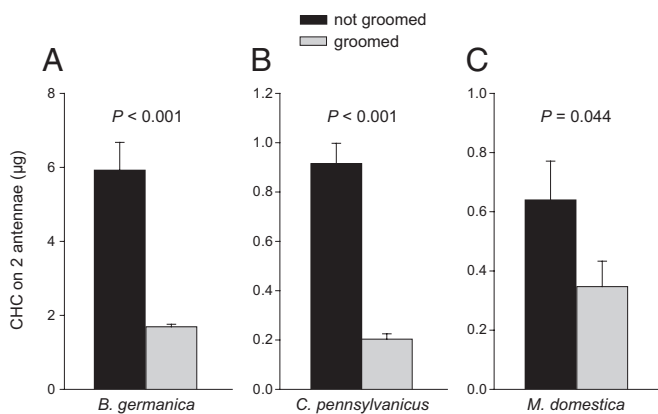 not groomed
groomed
A
B
C
CHC on 2 antennae (µg)
8
6
4
2
0
P < 0.001
B. germanica
1.2
1.0
0.8
0.6
0.4
0.2
0.0
P < 0.001
C. pennsylvanicus
1.0
0.8
0.6
0.4
0.2
0.0
P = 0.044
M. domestica